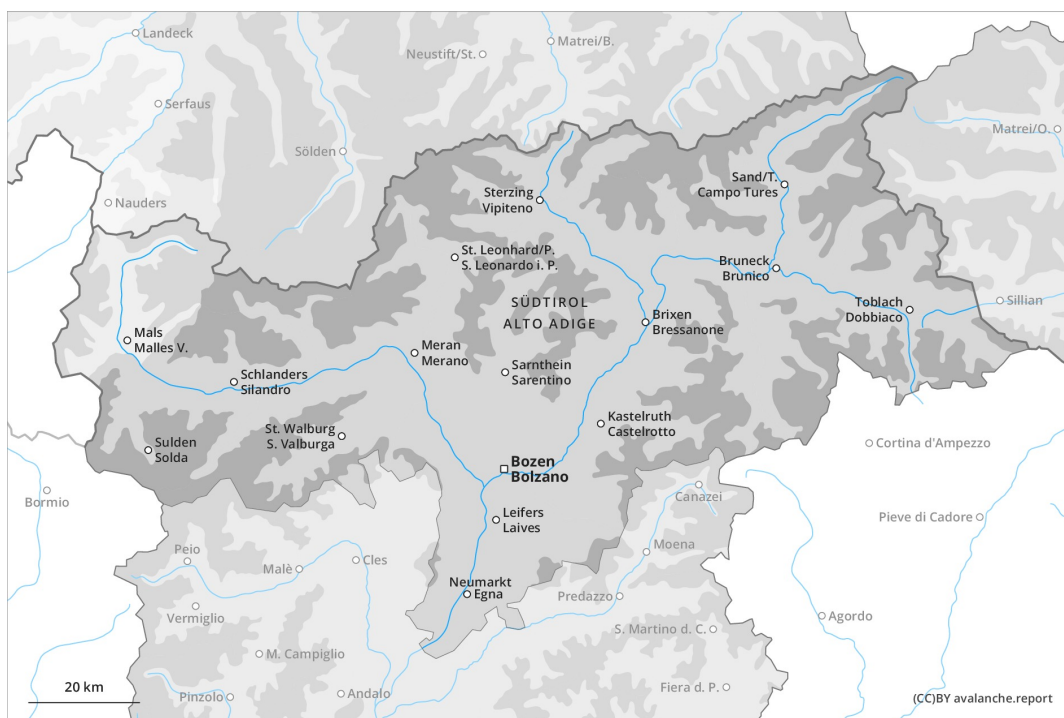 Landeck
Neustift/St.
Matrei/B.
Serfaus
Matrei/O.
Sölden
Sand/T.
Campo Tures
Sterzing
Vipiteno
Nauders
St. Leonhard/P.
S. Leonardo i. P.
Bruneck
Brunico
SÜDTIROL
ALTO ADIGE
Toblach
Dobbiaco
Sillian
Brixen
Bressanone
Mals
Malles V.
Meran
Merano
Sarnthein
Sarentino
Schlanders
Silandro
Kastelruth
Castelrotto
St. Walburg
S. Valburga
Sulden
Solda
Cortina d'Ampezzo
Bozen
Bolzano
Bormio
Canazei
Leifers
Laives
Pieve di Cadore
Peio
Malè
Cles
Moena
Neumarkt
Egna
Predazzo
Vermiglio
Agordo
S. Martino d. C.
M. Campiglio
20 km
Pinzolo
Andalo
Fiera d. P.
(CC)BY avalanche.report